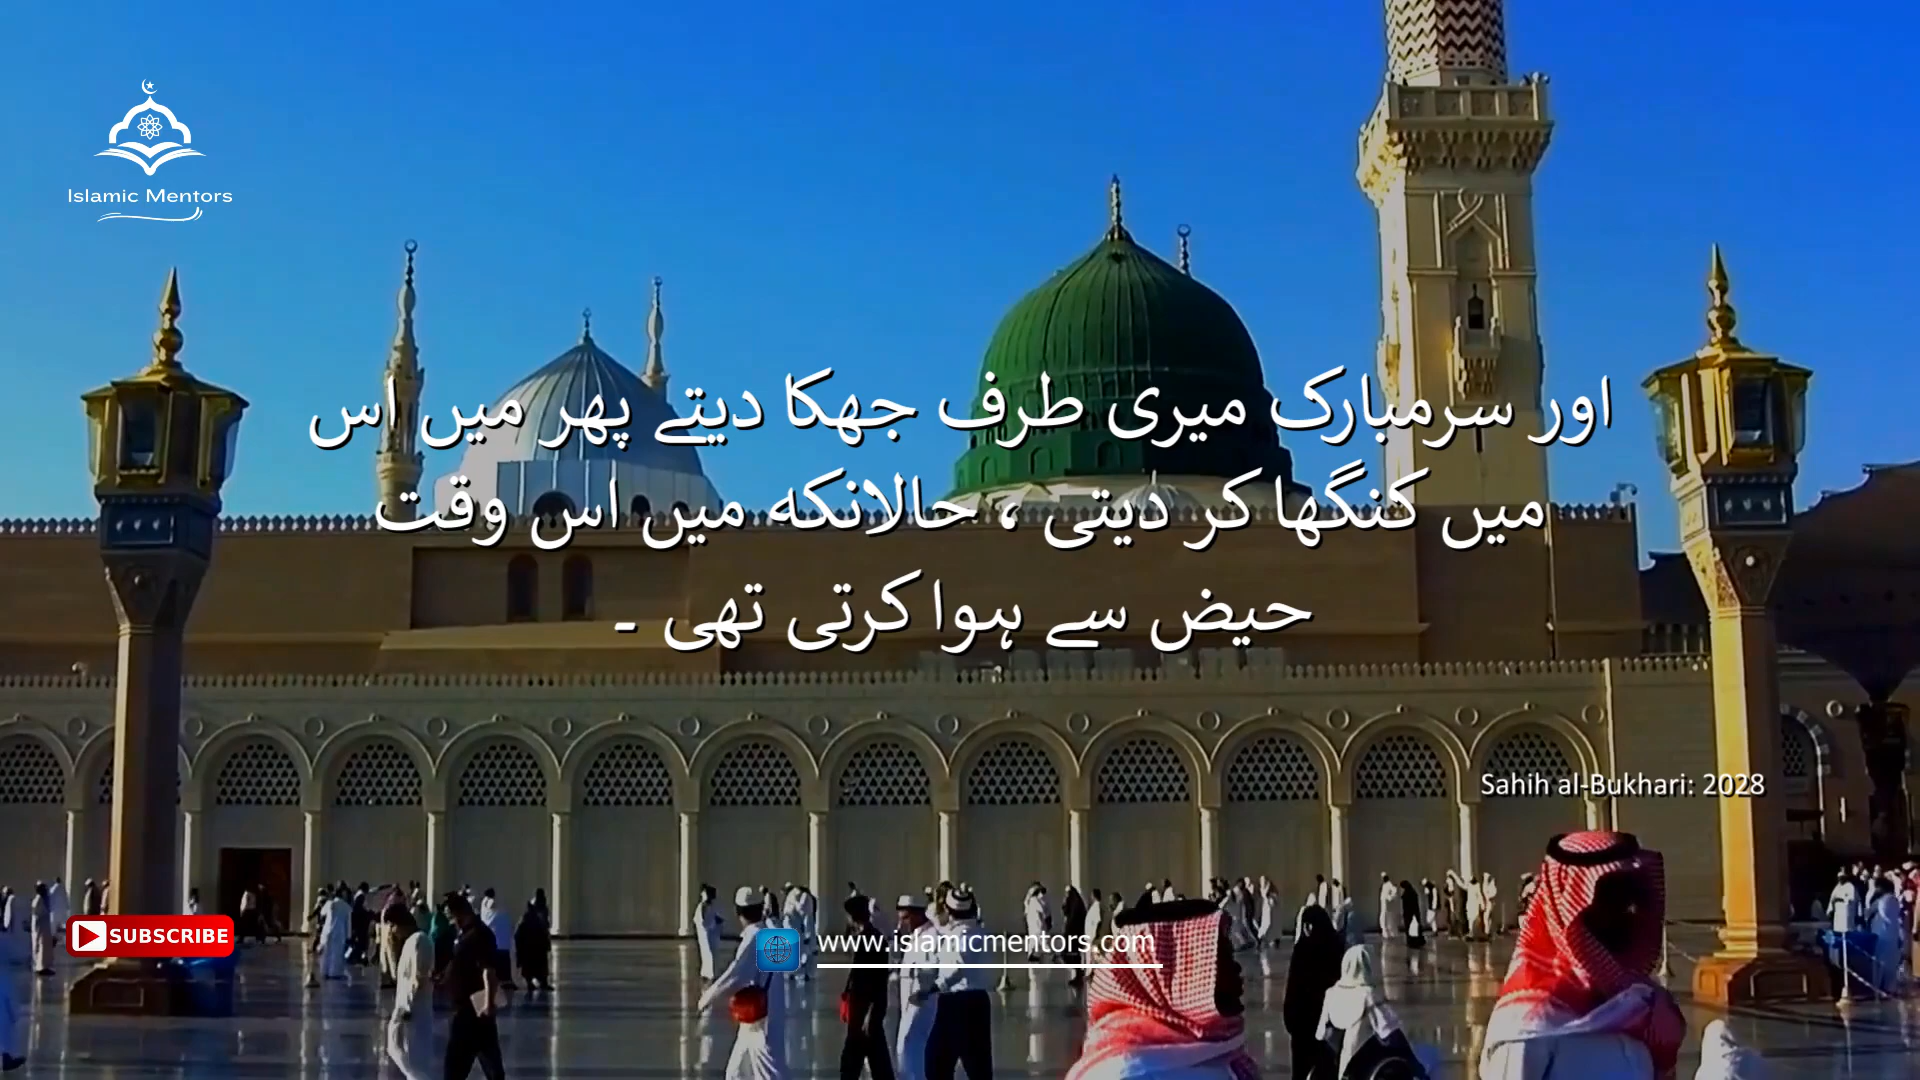 Islamic Mentors
اور سرمبارک میری طرف جھکا دیتے پھر میں اس
میں کنگھا کر دیتی ، حالانکہ میں اس وقت
حیض سے ہوا کرتی تھی ۔
Sahih al-Bukhari: 2028
SUBSCRIBE
www.islamicmentors.com